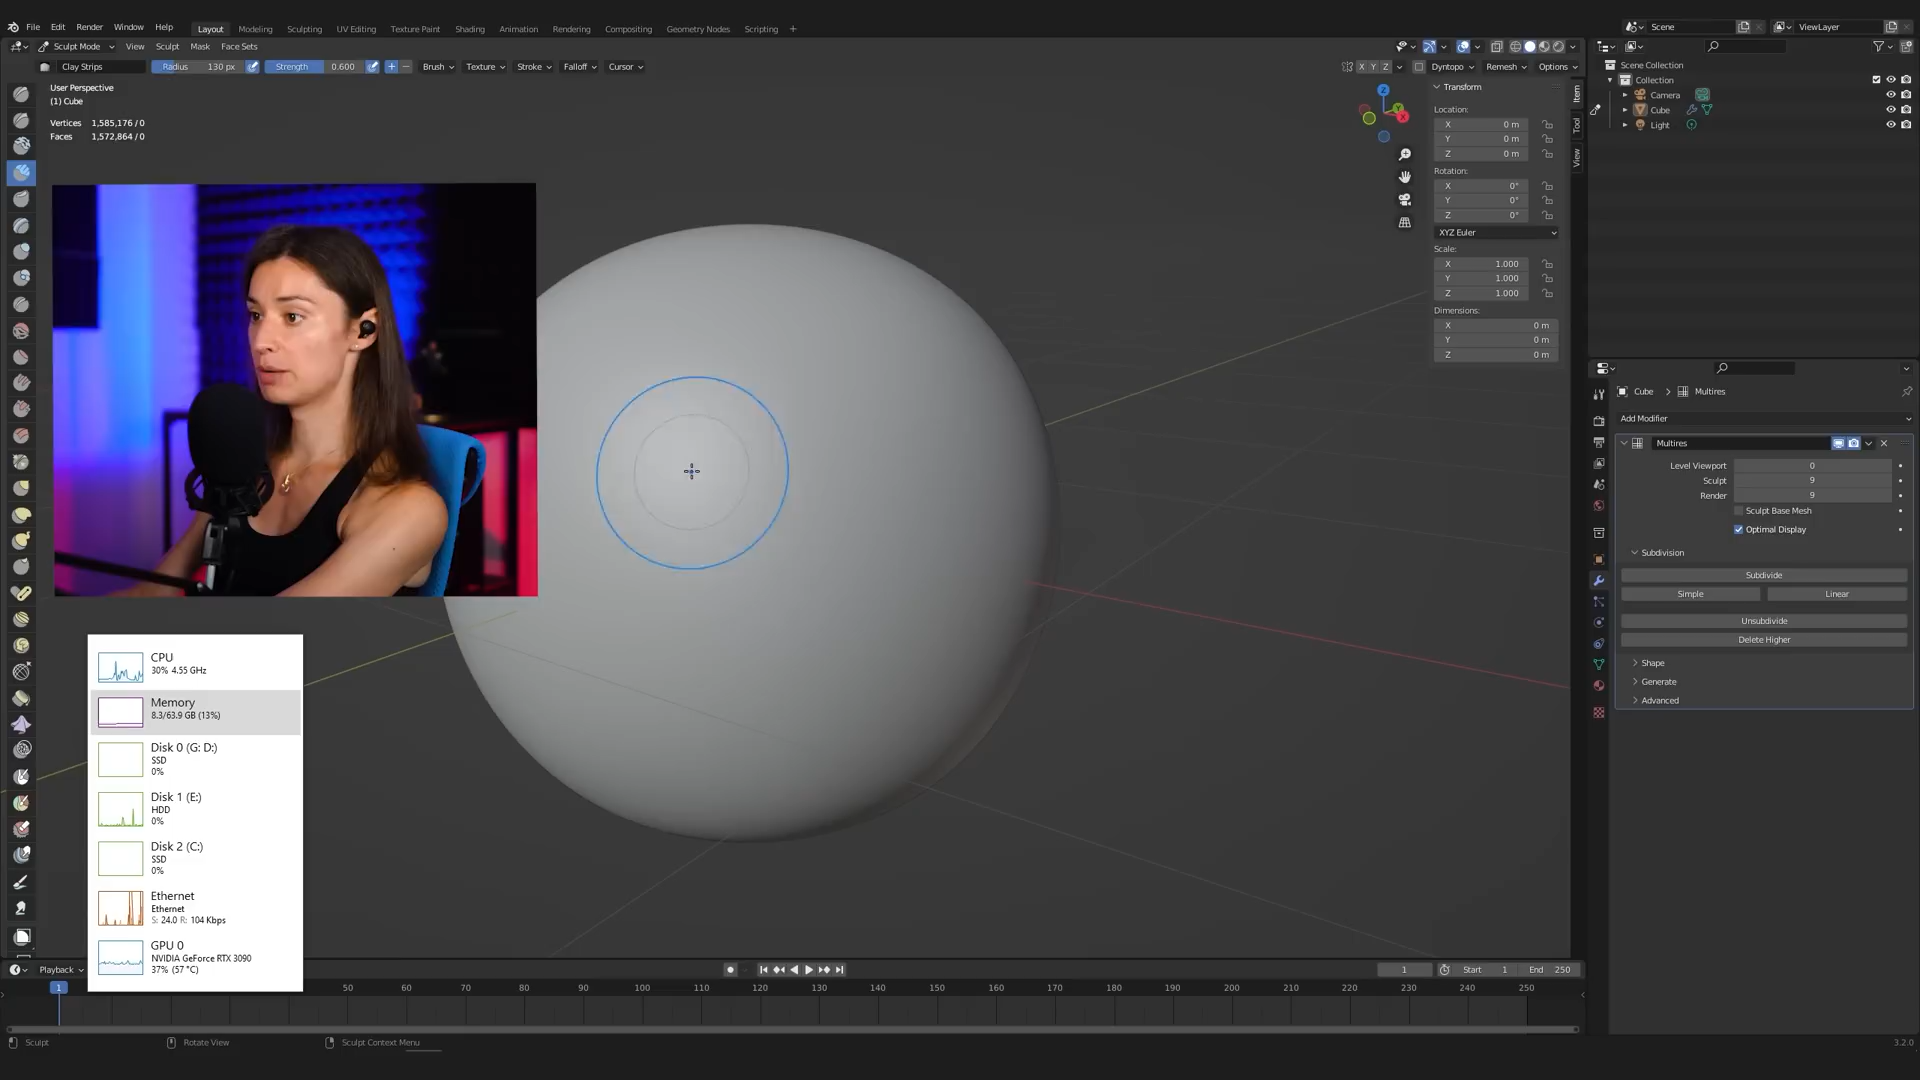 File Edit Render Window Help Layout Modeling Sculpting UV Editing Texture Paint Shading Animation Rendering Compositing Geometry Nodes Scripting + Scene ViewLayer
Sculpt Mode View Sculpt Mask Face Sets
Clay Strips Radius 130 px Strength 0.600 Brush Texture Stroke Falloff Cursor X Y Z Dyntopo Remesh Options
User Perspective
(1) Cube
Vertices 1,585,176 / 0
Faces 1,572,864 / 0
Z
Y
X
Transform
Location:
X 0 m
Y 0 m
Z 0 m
Rotation:
X 0°
Y 0°
Z 0°
XYZ Euler
Scale:
X 1.000
Y 1.000
Z 1.000
Dimensions:
X 0 m
Y 0 m
Z 0 m
Item
Tool
View
Scene Collection
Collection
Camera
Cube
Light
Cube > Multires
Add Modifier
Multires
Level Viewport 0
Sculpt 9
Render 9
Sculpt Base Mesh
Optimal Display
Subdivision
Subdivide
Simple Linear
Unsubdivide
Delete Higher
Shape
Generate
Advanced
CPU
30% 4.55 GHz
Memory
8.3/63.9 GB (13%)
Disk 0 (G: D:)
SSD
0%
Disk 1 (E:)
HDD
0%
Disk 2 (C:)
SSD
0%
Ethernet
Ethernet
S: 24.0 R: 104 Kbps
GPU 0
NVIDIA GeForce RTX 3090
37% (57 °C)
Playback 1 Start 1 End 250
1 50 60 70 80 90 100 110 120 130 140 150 160 170 180 190 200 210 220 230 240 250
Sculpt Rotate View Sculpt Context Menu 3.2.0